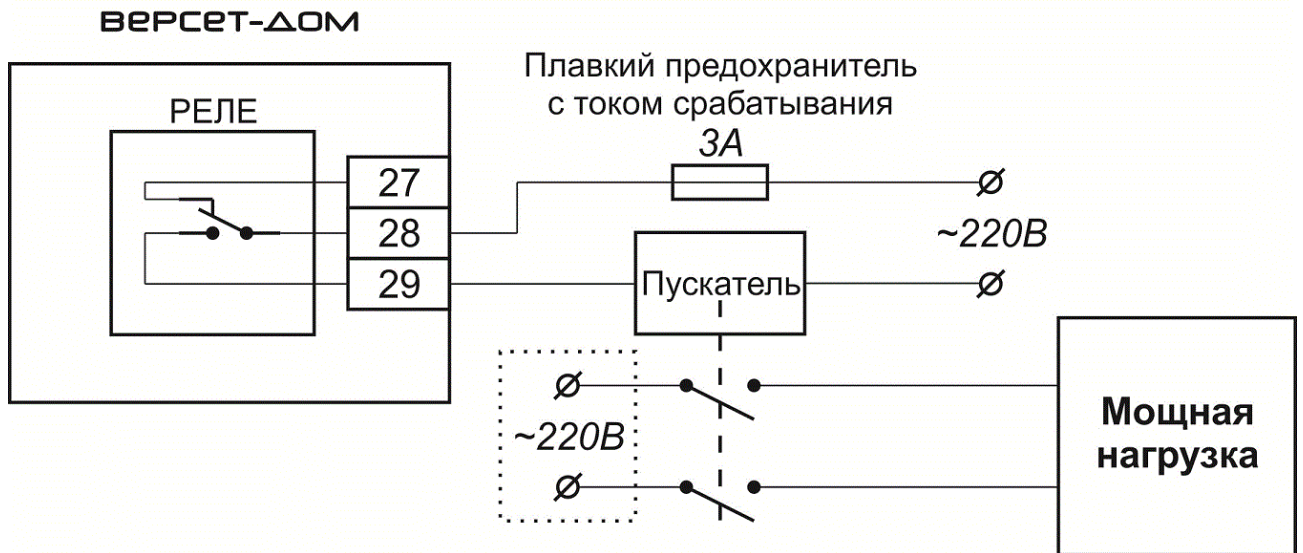 ВЕРСЕТ-ДОМ
Плавкий предохранитель
с током срабатывания
3А
РЕЛЕ
27
28
29
~220В
Пускатель
~220В
Мощная
нагрузка